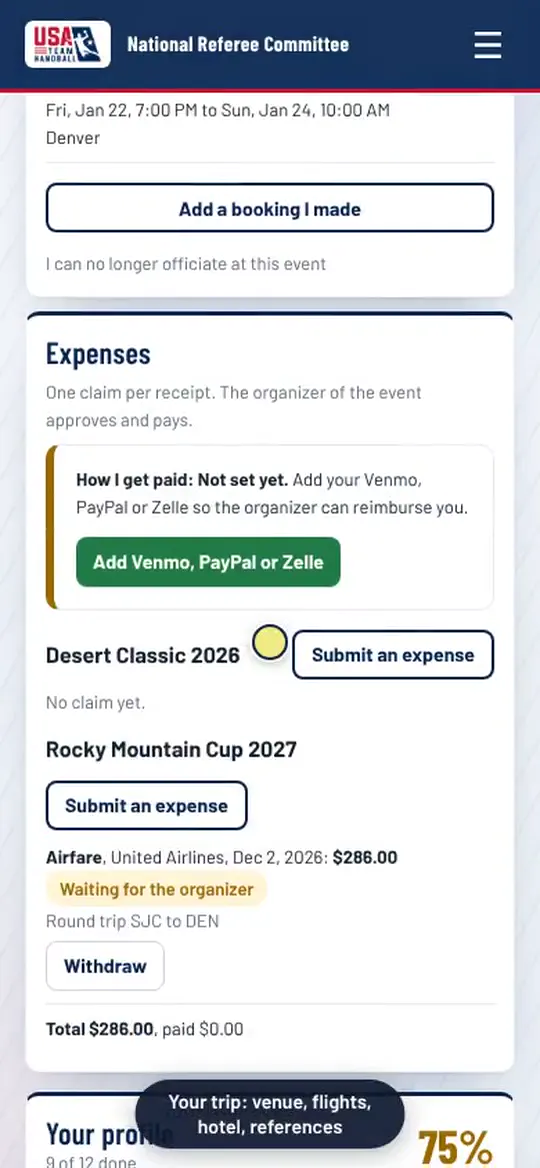 USA
TEAM
HANDBALL
National Referee Committee
Fri, Jan 22, 7:00 PM to Sun, Jan 24, 10:00 AM
Denver
Add a booking I made
I can no longer officiate at this event
Expenses
One claim per receipt. The organizer of the event
approves and pays.
How I get paid: Not set yet. Add your Venmo,
PayPal or Zelle so the organizer can reimburse you.
Add Venmo, PayPal or Zelle
Desert Classic 2026
Submit an expense
No claim yet.
Rocky Mountain Cup 2027
Submit an expense
Airfare, United Airlines, Dec 2, 2026: $286.00
Waiting for the organizer
Round trip SJC to DEN
Withdraw
Total $286.00, paid $0.00
Your trip: venue, flights,
hotel, references
Your profile
75%
9 of 12 done